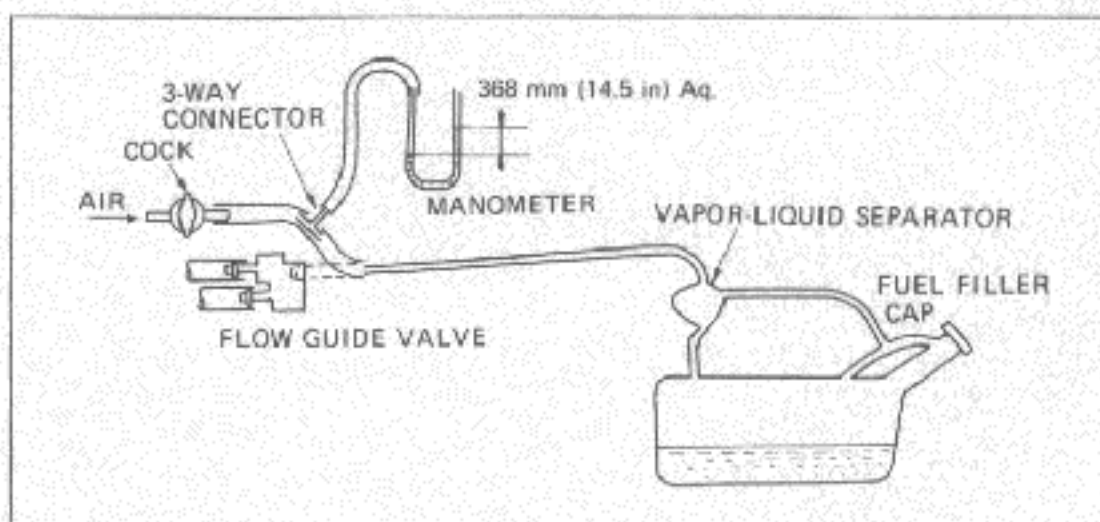 368 mm (14.5 in) Aq.
3-WAY
CONNECTOR
COCK
AIR
MANOMETER
VAPOR-LIQUID SEPARATOR
FUEL FILLER
CAP
FLOW GUIDE VALVE